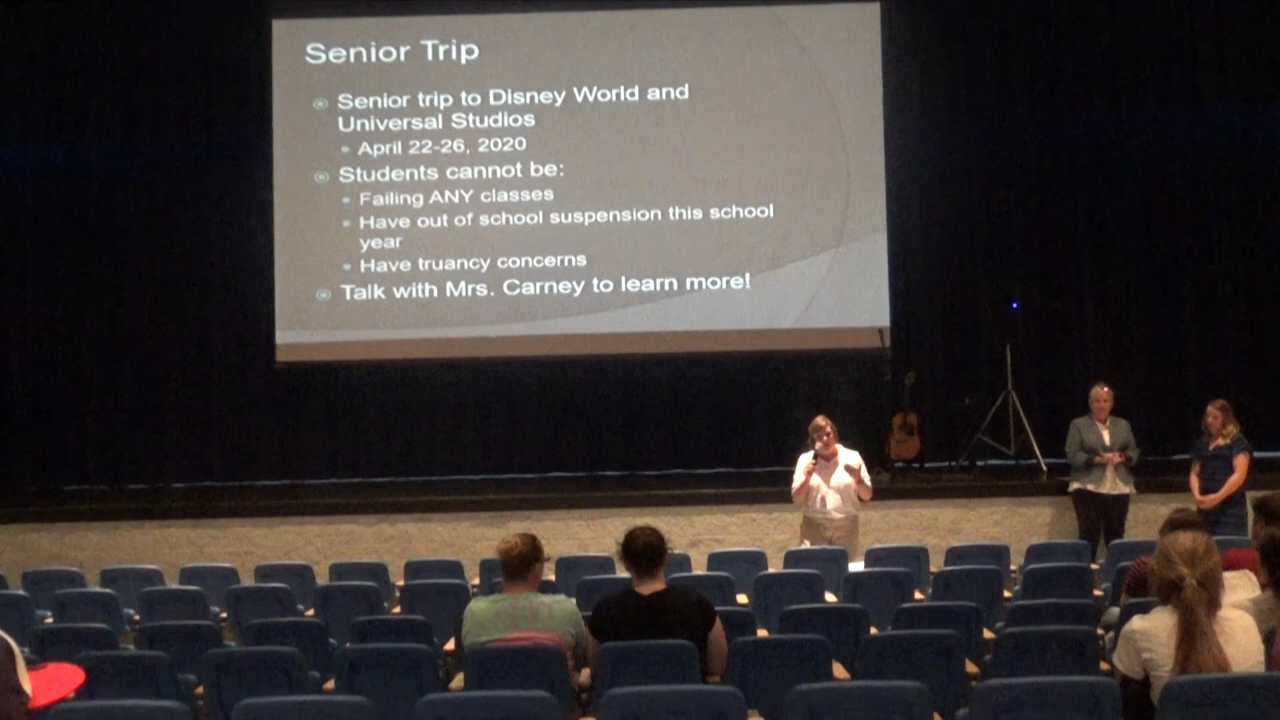 Senior Trip
Senior trip to Disney World and
Universal Studios
April 22-26, 2020
Students cannot be:
Failing ANY classes
Have out of school suspension this school
year
Have truancy concerns
Talk with Mrs. Carney to learn more!